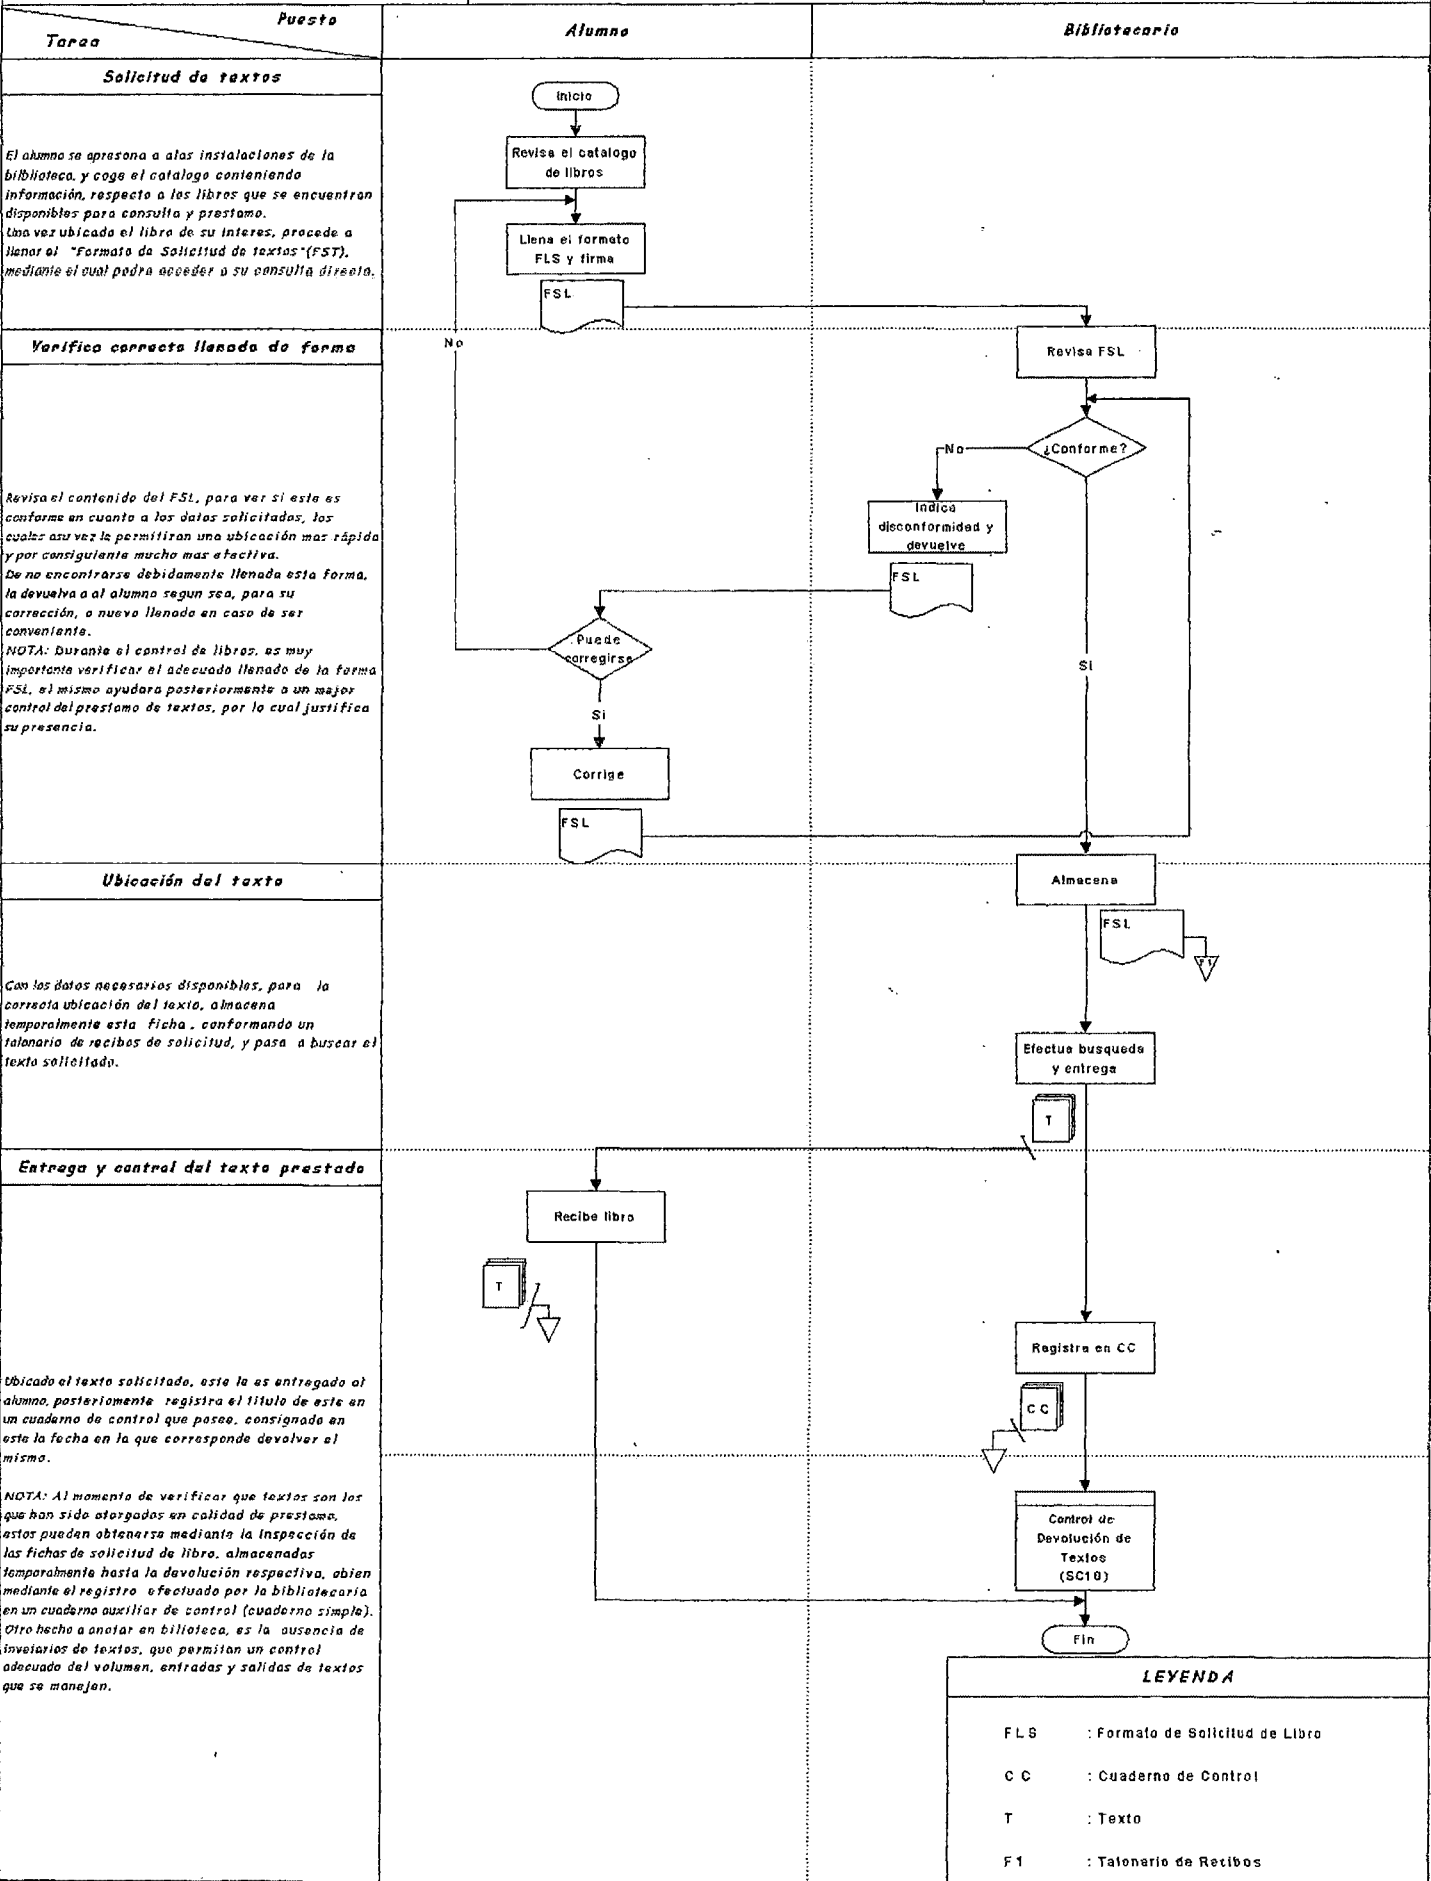 Puesto
Tarea
Alumno
Bibliotecario
Solicitud de textos
El alumno se apresona a alas instalaciones de la
bilblioteca, y coge el catalogo conteniendo
información, respecto a los libros que se encuentran
disponibles para consulta y prestamo.
Una vez ubicado el libro de su interes, procede a
llenar el "Formato de Solicitud de textos"(FST),
mediante el cual podra acceder a su consulta directa.
Inicio
Revisa el catalogo
de libros
Llena el formato
FLS y firma
FSL
No
Verifica correcto llenado de forma
Revisa el contenido del FSL, para ver si este es
conforme en cuanto a los datos solicitados, los
cuales asu vez le permitiran una ubicación mas rápida
y por consiguiente mucho mas efectiva.
De no encontrarse debidamente llenada esta forma,
la devuelva a al alumno segun sea, para su
corrección, o nuevo llenado en caso de ser
conveniente.
NOTA: Durante el control de libros, es muy
importante verificar el adecuado llenado de la forma
FSL, el mismo ayudara posteriormente a un mejor
control del prestamo de textos, por lo cual justifica
su presencia.
Revisa FSL
¿Conforme?
No
Indica
disconformidad y
devuelve
FSL
Puede
corregirse
Si
Si
Corrige
FSL
Ubicación del texto
Con los datos necesarios disponibles, para la
correcta ubicación del texto, almacena
temporalmente esta ficha , conformando un
talonario de recibos de solicitud, y pasa a buscar el
texto solicitado.
Almacena
FSL
F1
Efectua busqueda
y entrega
T
Entrega y control del texto prestado
Ubicado el texto solicitado, este le es entregado al
alumno, posteriomente registra el titulo de este en
un cuaderno de control que posee, consignado en
este la fecha en la que corresponde devolver el
mismo.
NOTA: Al momento de verificar que textos son los
que han sido otorgados en calidad de prestamo,
estos pueden obtenerse mediante la inspección de
las fichas de solicitud de libro, almacenadas
temporalmente hasta la devolución respectiva, obien
mediante el registro efectuado por la bibliotecaria
en un cuaderno auxiliar de control (cuaderno simple).
Otro hecho a anotar en bilioteca, es la ausencia de
inveiarios de textos, que permitan un control
adecuado del volumen, entradas y salidas de textos
que se manejen.
Recibe libro
T
Registra en CC
CC
Control de
Devolución de
Textos
(SC10)
Fin
LEYENDA
FLS : Formato de Solicitud de Libro
CC : Cuaderno de Control
T : Texto
F1 : Talonario de Recibos